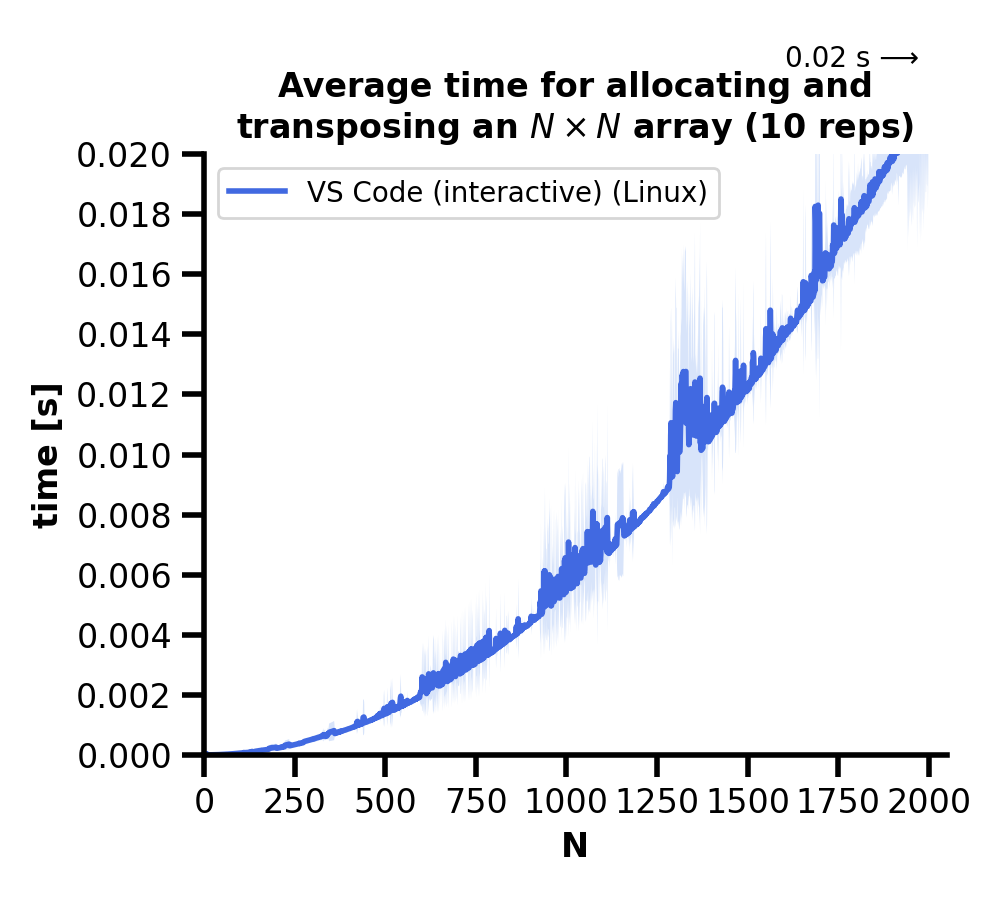 0.02 s ⟶
Average time for allocating and
transposing an N × N array (10 reps)
VS Code (interactive) (Linux)
time [s]
0.020
0.018
0.016
0.014
0.012
0.010
0.008
0.006
0.004
0.002
0.000
0 250 500 750 1000 1250 1500 1750 2000
N